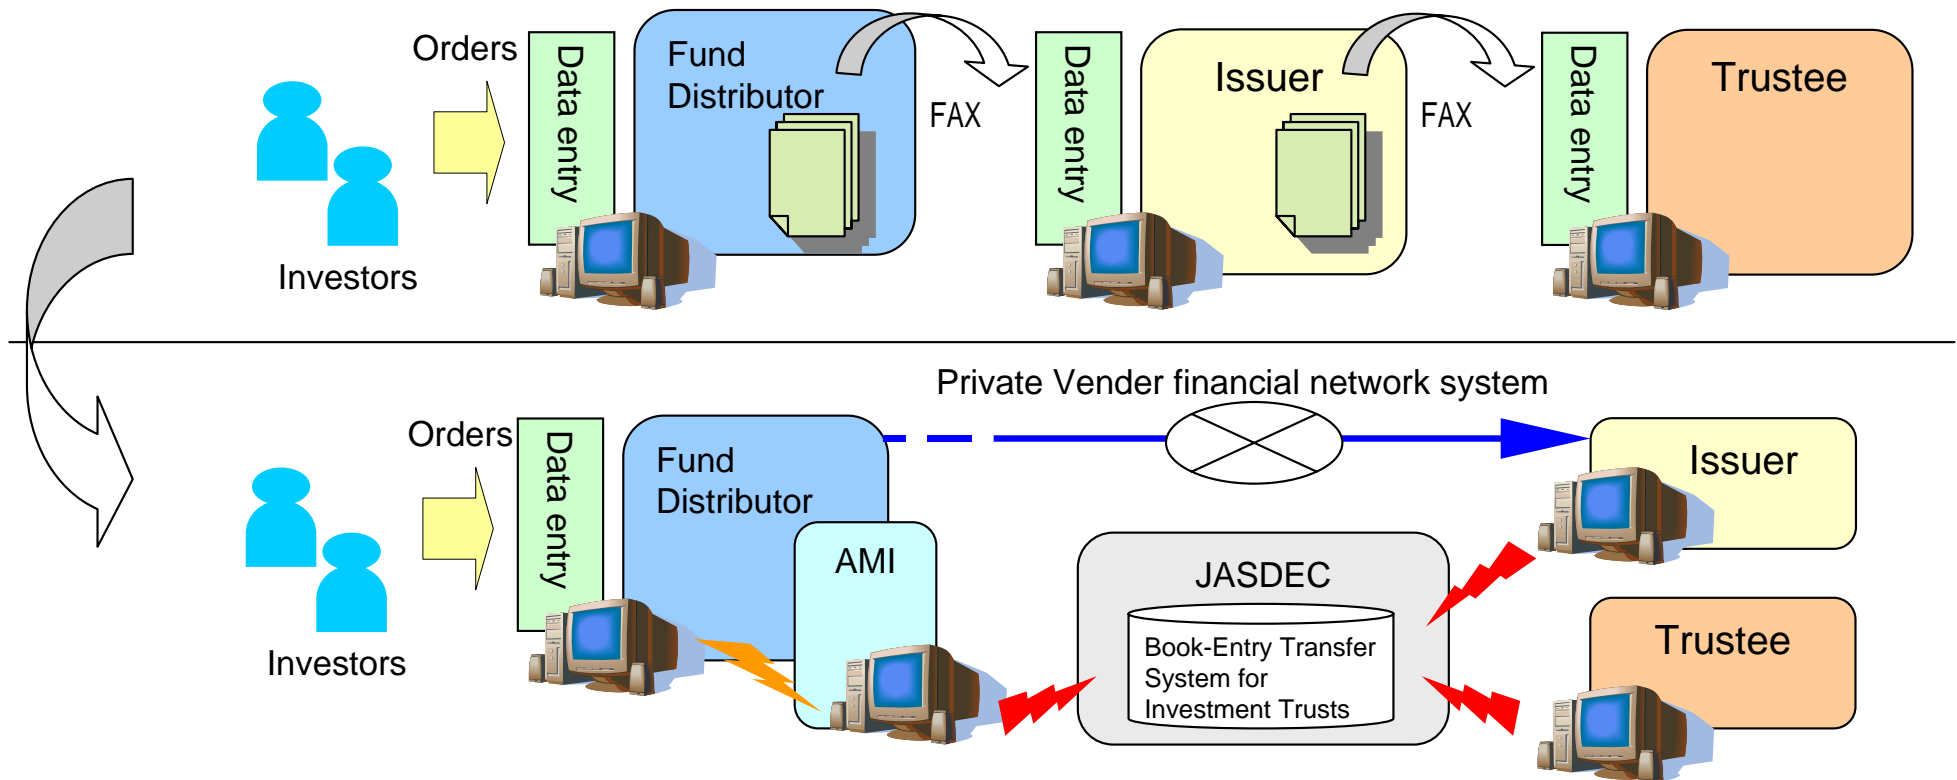 Orders
Data entry
Fund
Distributor
FAX
Data entry
Issuer
FAX
Data entry
Trustee
Investors
Private Vender financial network system
Orders
Data entry
Fund
Distributor
AMI
Issuer
JASDEC
Book-Entry Transfer
System for
Investment Trusts
Trustee
Investors